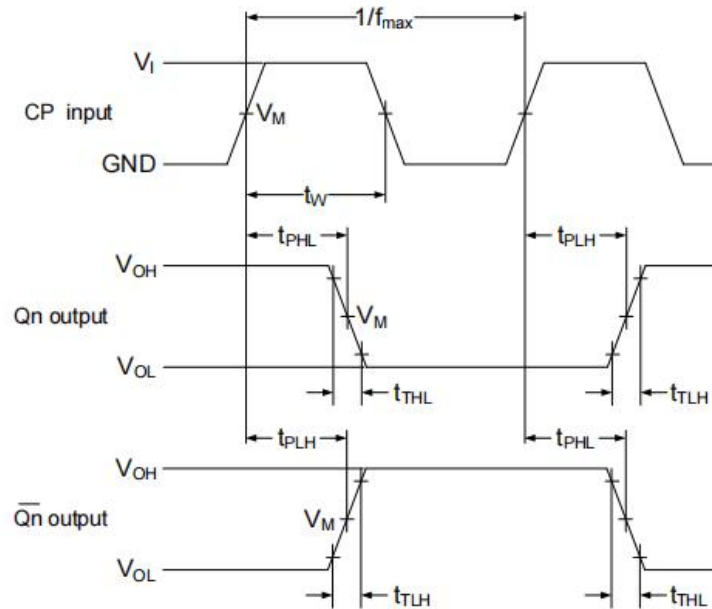 1/fmax
VI
CP input
VM
GND
tW
tPHL
tPLH
VOH
Qn output
VM
VOL
tTHL
tTLH
tPLH
tPHL
VOH
Q̅n̅ output
VM
VOL
tTLH
tTHL